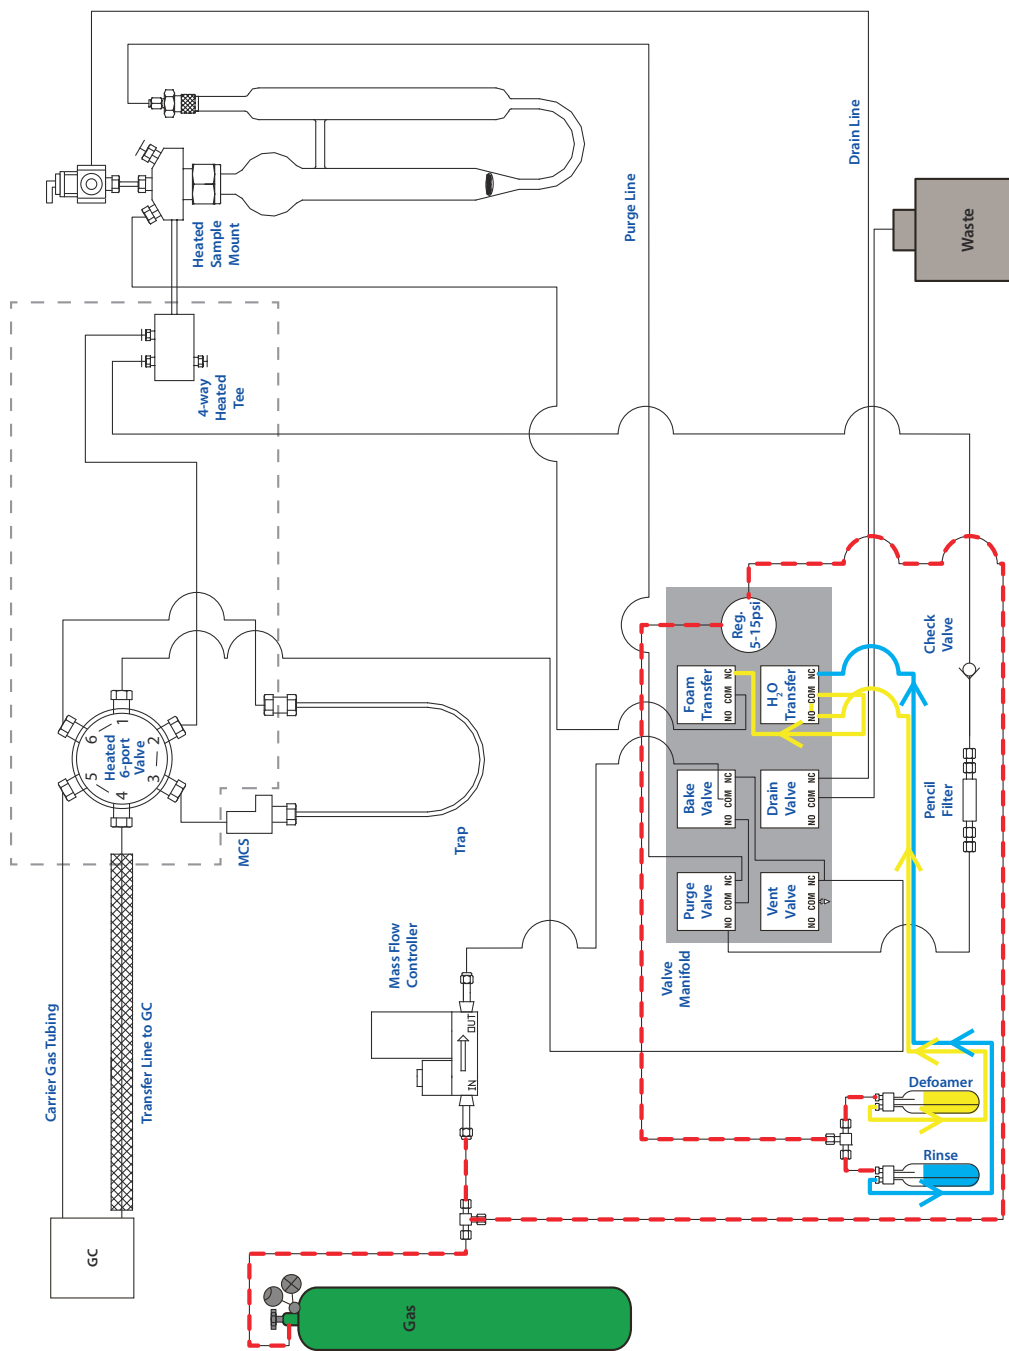 Drain Line
Purge Line
Waste
Heated
Sample
Mount
4-way
Heated
Tee
Heated
6-port
Valve
1
2
3
4
5
6
MCS
Trap
Reg.
5-15psi
Foam
Transfer
NO COM NC
H2O
Transfer
NO COM NC
Bake
Valve
NO COM NC
Drain
Valve
NO COM NC
Purge
Valve
NO COM NC
Vent
Valve
NO COM NC
Valve
Manifold
Check
Valve
Pencil
Filter
Mass Flow
Controller
IN
OUT
Carrier Gas Tubing
Transfer Line to GC
GC
Defoamer
Rinse
Gas